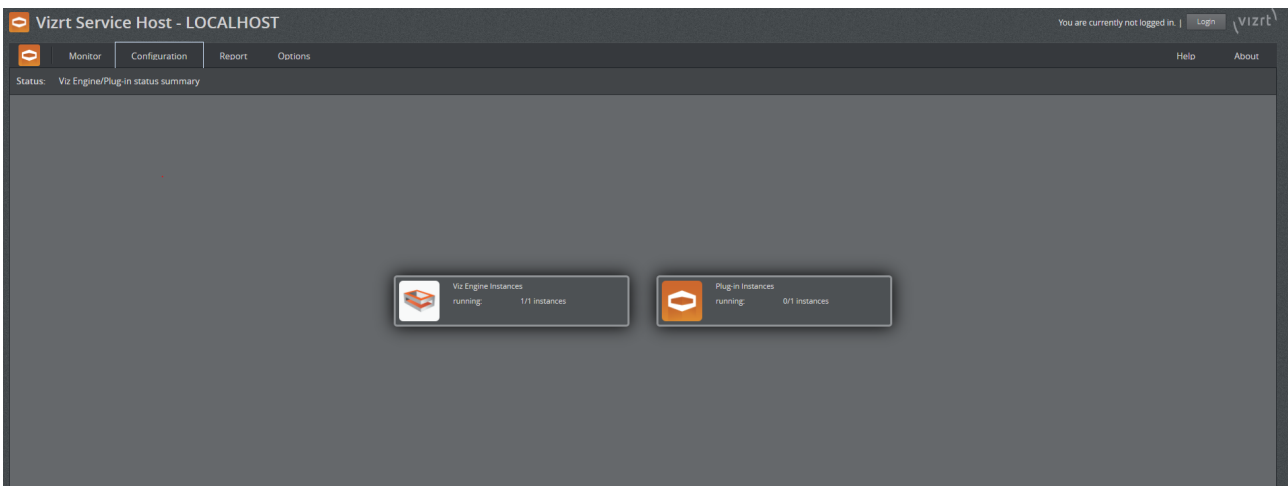 Vizrt Service Host - LOCALHOST
You are currently not logged in. | Login
vizrt
Monitor Configuration Report Options Help About
Status: Viz Engine/Plug-in status summary
Viz Engine Instances
running: 1/1 instances
Plug-in Instances
running: 0/1 instances